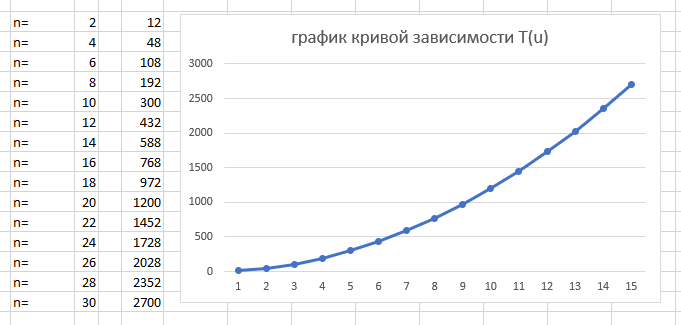 n= 2 12
n= 4 48
n= 6 108
n= 8 192
n= 10 300
n= 12 432
n= 14 588
n= 16 768
n= 18 972
n= 20 1200
n= 22 1452
n= 24 1728
n= 26 2028
n= 28 2352
n= 30 2700
график кривой зависимости T(u)
3000
2500
2000
1500
1000
500
0
1 2 3 4 5 6 7 8 9 10 11 12 13 14 15